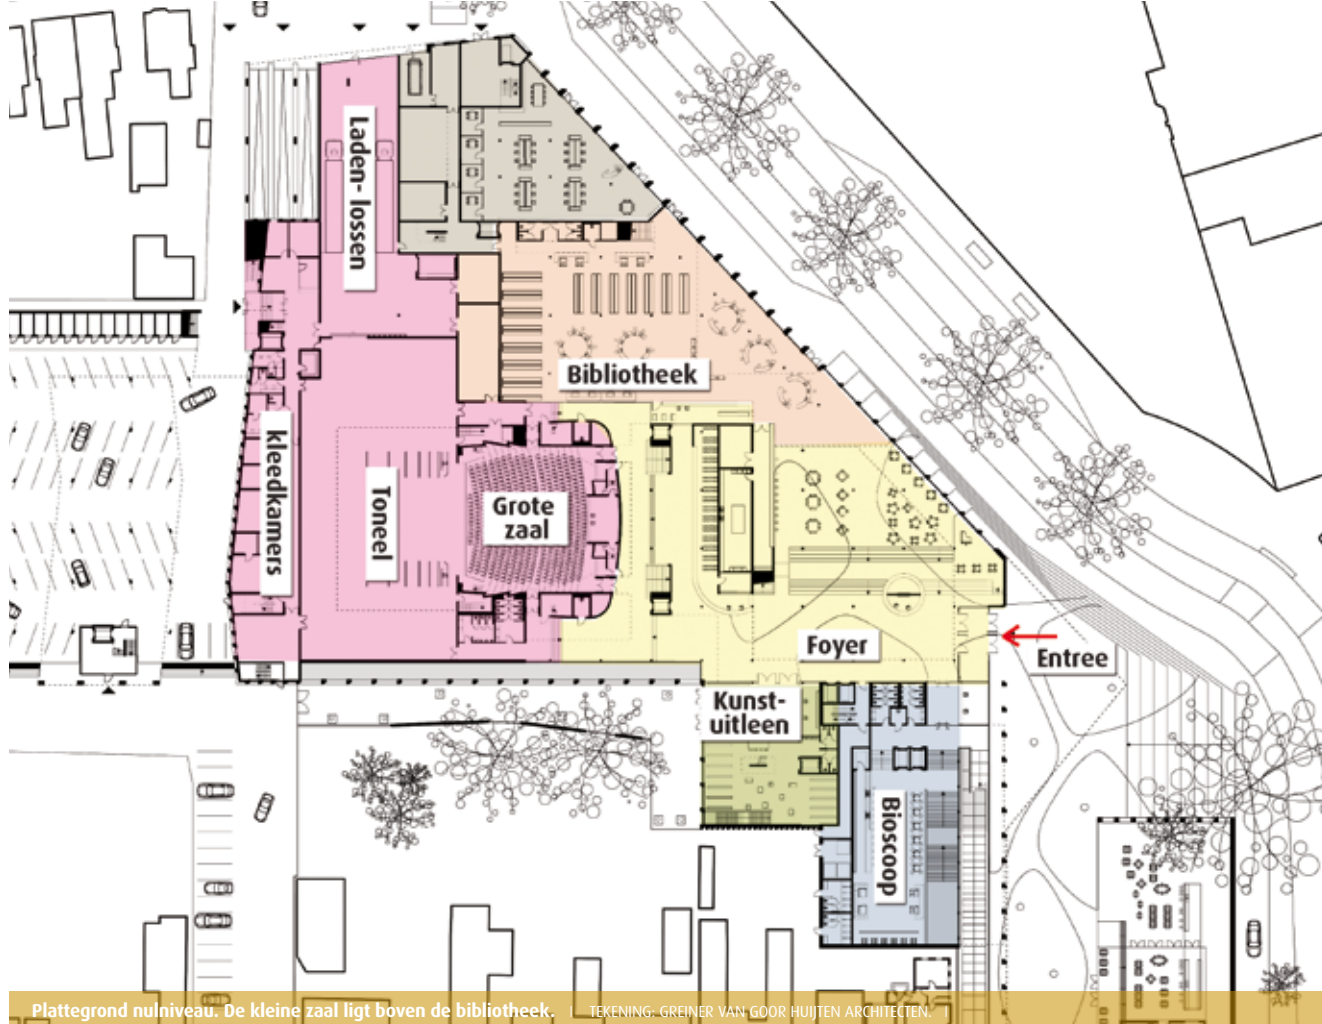 Laden- lossen
Bibliotheek
kleedkamers
Toneel
Grote
zaal
Foyer
Entree
Kunst-
uitleen
Bioscoop
Plattegrond nulniveau. De kleine zaal ligt boven de bibliotheek. | TEKENING: GREINER VAN GOOR HUIJTEN ARCHITECTEN. |